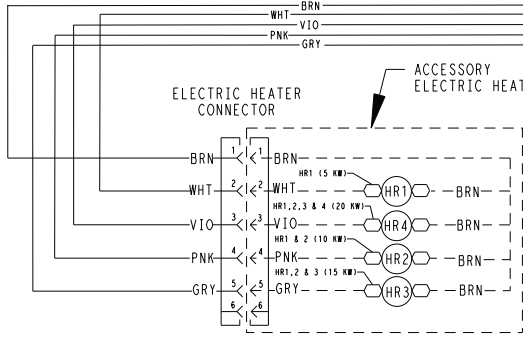 BRN
WHT
VIO
PNK
GRY
ACCESSORY
ELECTRIC HEAT
ELECTRIC HEATER
CONNECTOR
BRN 1 1 BRN
HR1 (5 KW)
WHT 2 2 WHT HR1 BRN
HR1,2,3 & 4 (20 KW)
VIO 3 3 VIO HR4 BRN
HR1 & 2 (10 KW)
PNK 4 4 PNK HR2 BRN
HR1,2 & 3 (15 KW)
GRY 5 5 GRY HR3 BRN
6 6